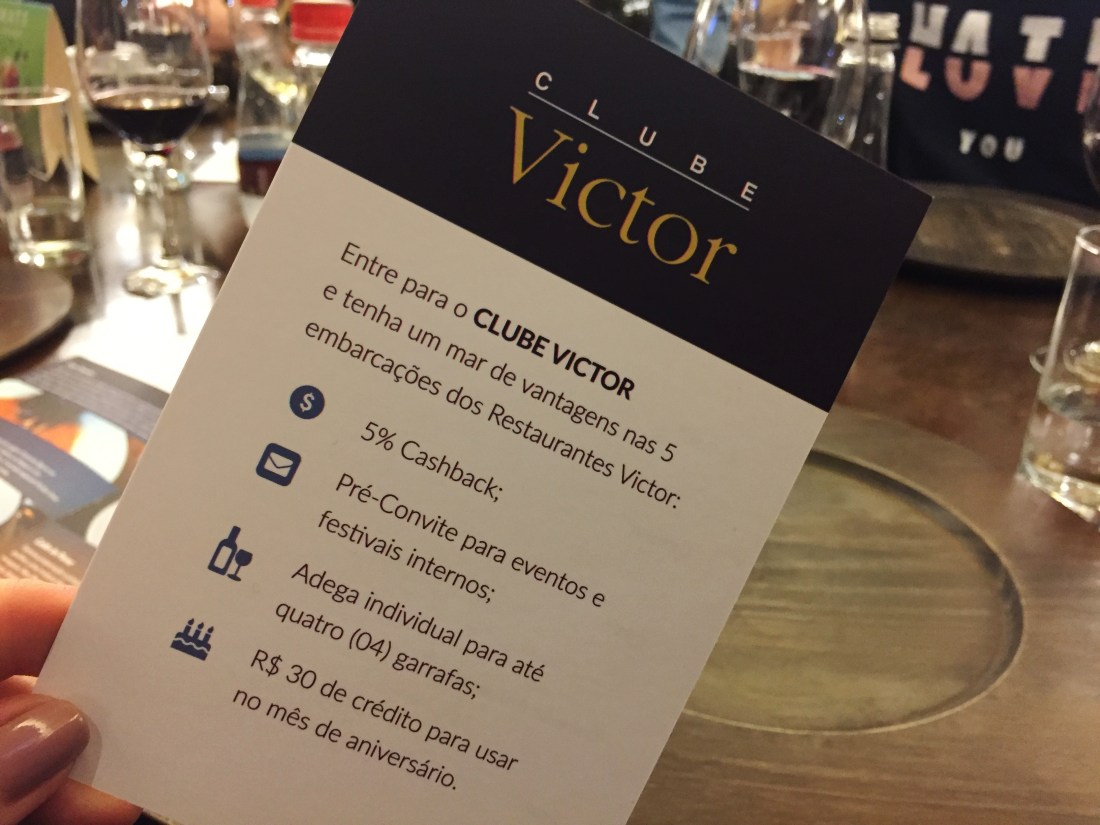 CLUBE
Victor
Entre para o CLUBE VICTOR
e tenha um mar de vantagens nas 5
embarcações dos Restaurantes Victor:
$
5% Cashback;
Pré-Convite para eventos e
festivais internos;
Adega individual para até
quatro (04) garrafas;
R$ 30 de crédito para usar
no mês de aniversário.
YOU